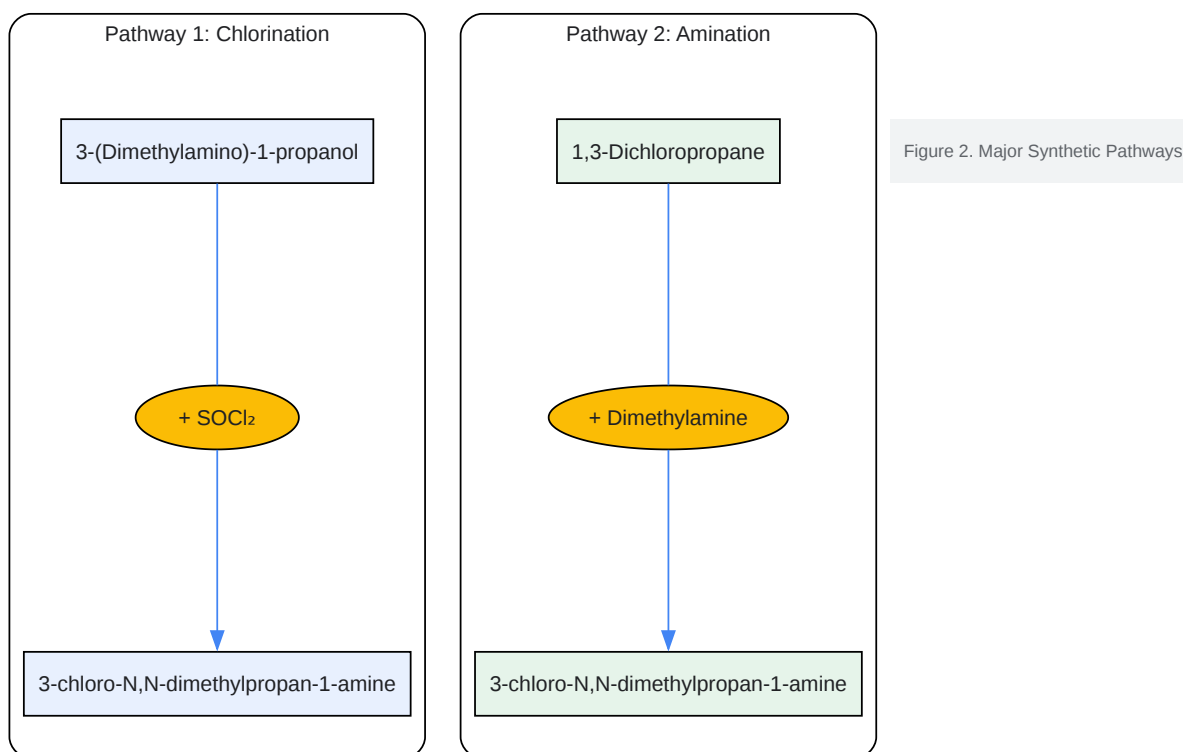 Pathway 1: Chlorination
3-(Dimethylamino)-1-propanol
+ SOCl₂
3-chloro-N,N-dimethylpropan-1-amine
Pathway 2: Amination
1,3-Dichloropropane
+ Dimethylamine
3-chloro-N,N-dimethylpropan-1-amine
Figure 2. Major Synthetic Pathways